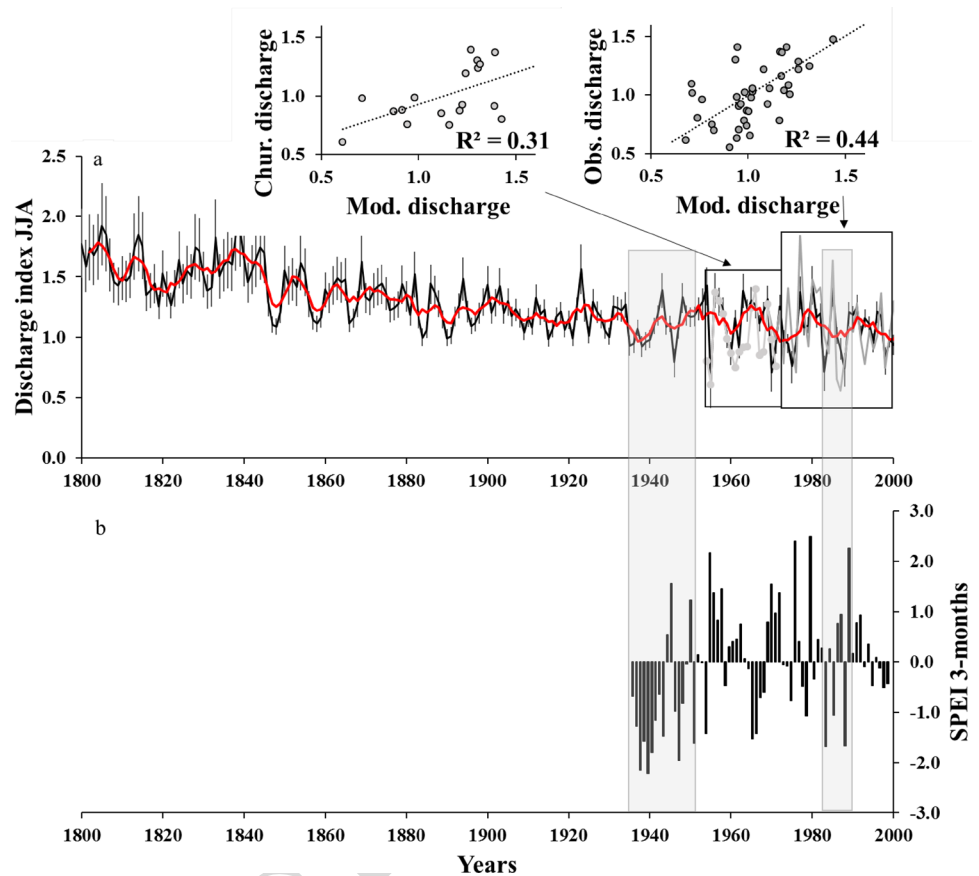 1.5
1.0
0.5
Chur. discharge
R² = 0.31
0.5 1.0 1.5
Mod. discharge
1.5
1.0
0.5
Obs. discharge
R² = 0.44
0.5 1.0 1.5
Mod. discharge
a
Discharge index JJA
2.5
2.0
1.5
1.0
0.5
0.0
1800 1820 1840 1860 1880 1900 1920 1940 1960 1980 2000
b
3.0
2.0
1.0
0.0
-1.0
-2.0
-3.0
SPEI 3-months
1800 1820 1840 1860 1880 1900 1920 1940 1960 1980 2000
Years